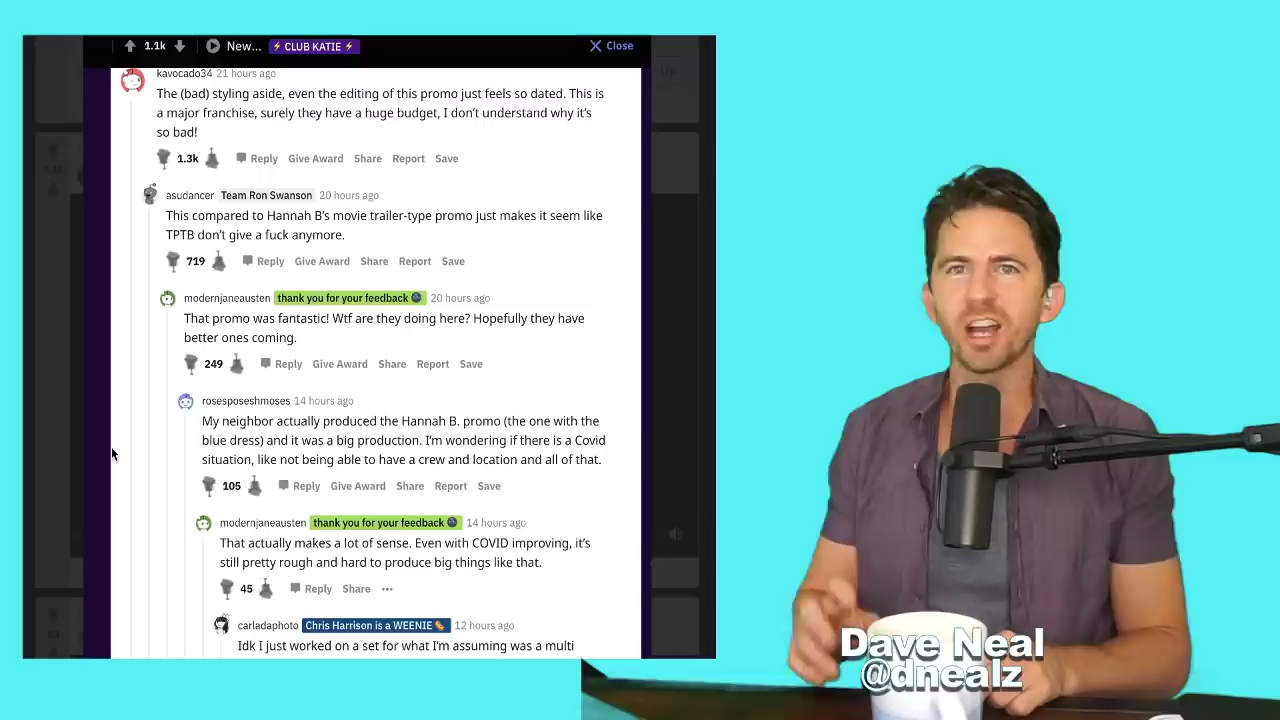 1.1k New... ⚡ CLUB KATIE ⚡ Close
kavocado34 21 hours ago
The (bad) styling aside, even the editing of this promo just feels so dated. This is
a major franchise, surely they have a huge budget, I don't understand why it's
so bad!
1.3k Reply Give Award Share Report Save
asudancer Team Ron Swanson 20 hours ago
This compared to Hannah B's movie trailer-type promo just makes it seem like
TPTB don't give a fuck anymore.
719 Reply Give Award Share Report Save
modernjaneausten thank you for your feedback 20 hours ago
That promo was fantastic! Wtf are they doing here? Hopefully they have
better ones coming.
249 Reply Give Award Share Report Save
rosesposeshmoses 14 hours ago
My neighbor actually produced the Hannah B. promo (the one with the
blue dress) and it was a big production. I'm wondering if there is a Covid
situation, like not being able to have a crew and location and all of that.
105 Reply Give Award Share Report Save
modernjaneausten thank you for your feedback 14 hours ago
That actually makes a lot of sense. Even with COVID improving, it's
still pretty rough and hard to produce big things like that.
45 Reply Share ...
carladaphoto Chris Harrison is a WEENIE 12 hours ago
Idk I just worked on a set for what I'm assuming was a multi
Dave Neal
@dnealz